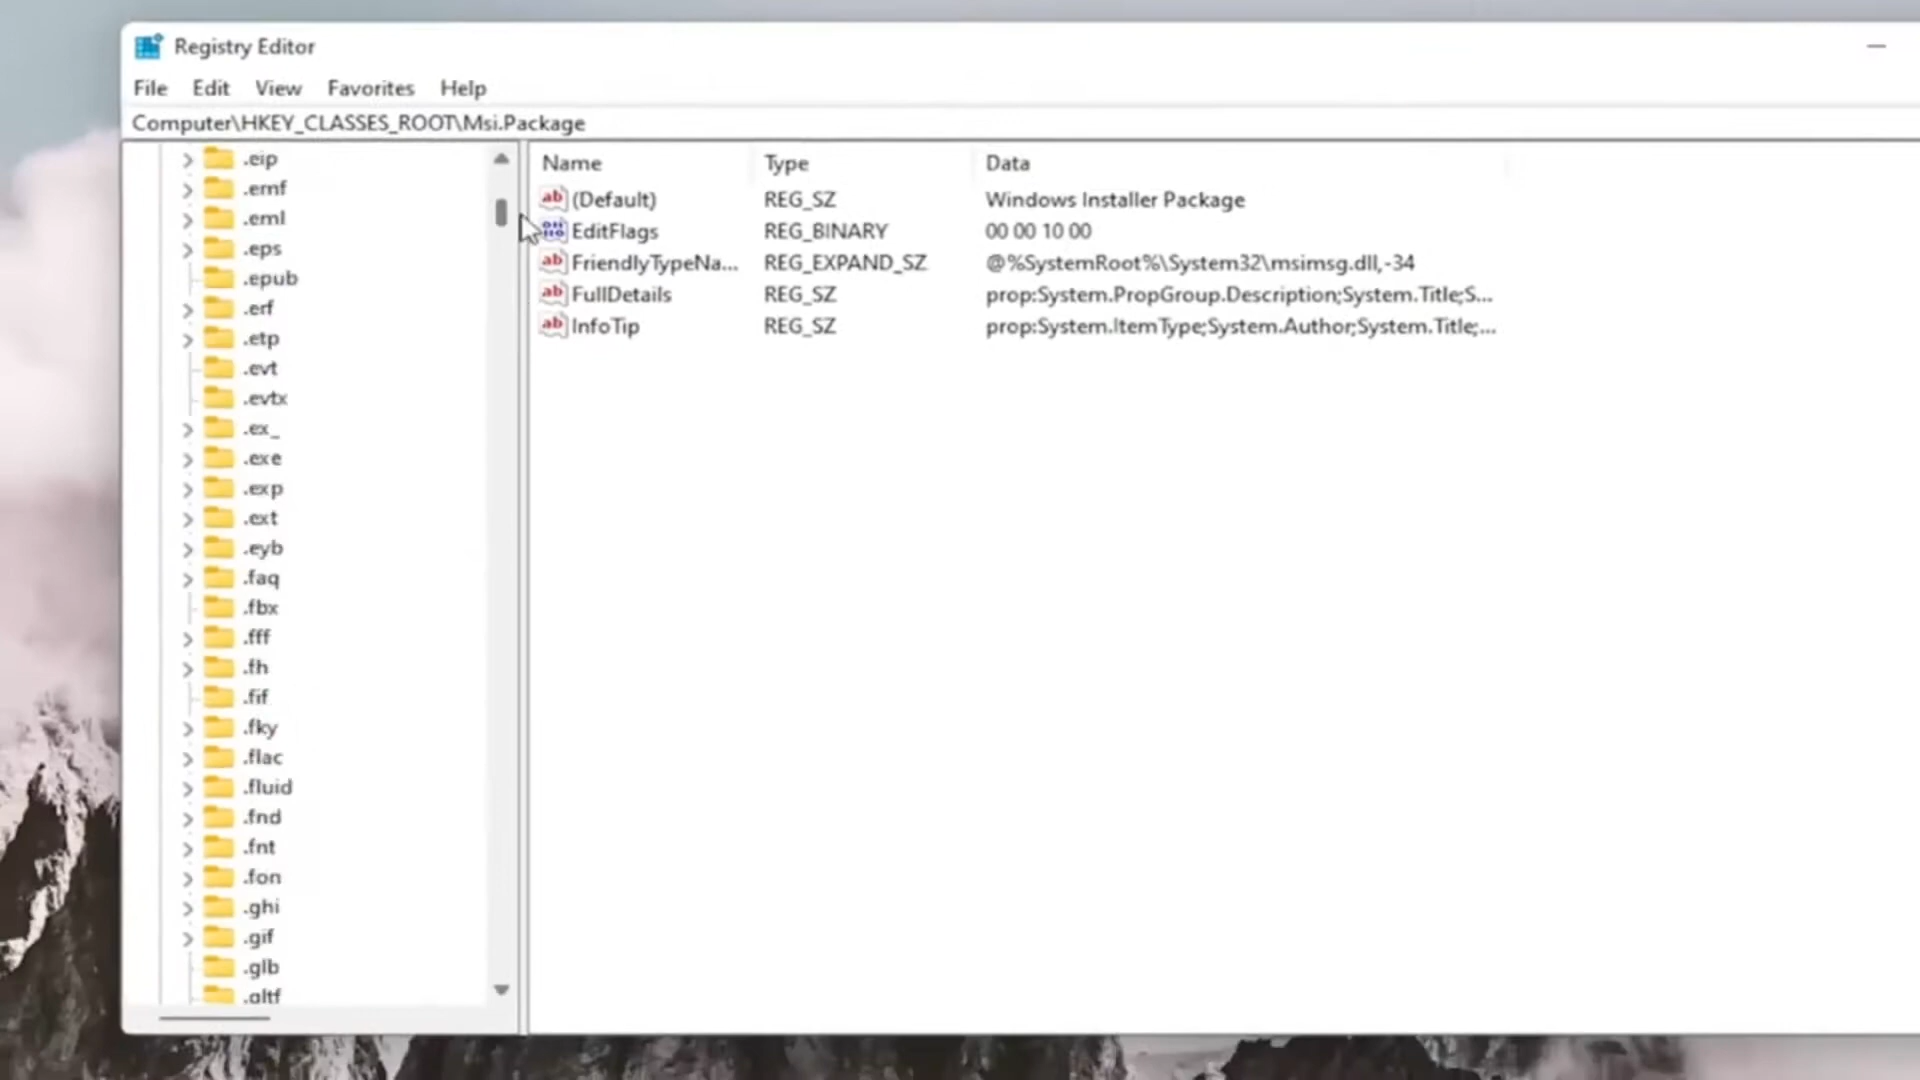 Registry Editor
File Edit View Favorites Help
Computer\HKEY_CLASSES_ROOT\Msi.Package
.eip
.emf
.eml
.eps
.epub
.erf
.etp
.evt
.evtx
.ex_
.exe
.exp
.ext
.eyb
.faq
.fbx
.fff
.fh
.fif
.fky
.flac
.fluid
.fnd
.fnt
.fon
.ghi
.gif
.glb
.gltf
Name Type Data
(Default) REG_SZ Windows Installer Package
EditFlags REG_BINARY 00 00 10 00
FriendlyTypeNa... REG_EXPAND_SZ @%SystemRoot%\System32\msimsg.dll,-34
FullDetails REG_SZ prop:System.PropGroup.Description;System.Title;S...
InfoTip REG_SZ prop:System.ItemType;System.Author;System.Title;...